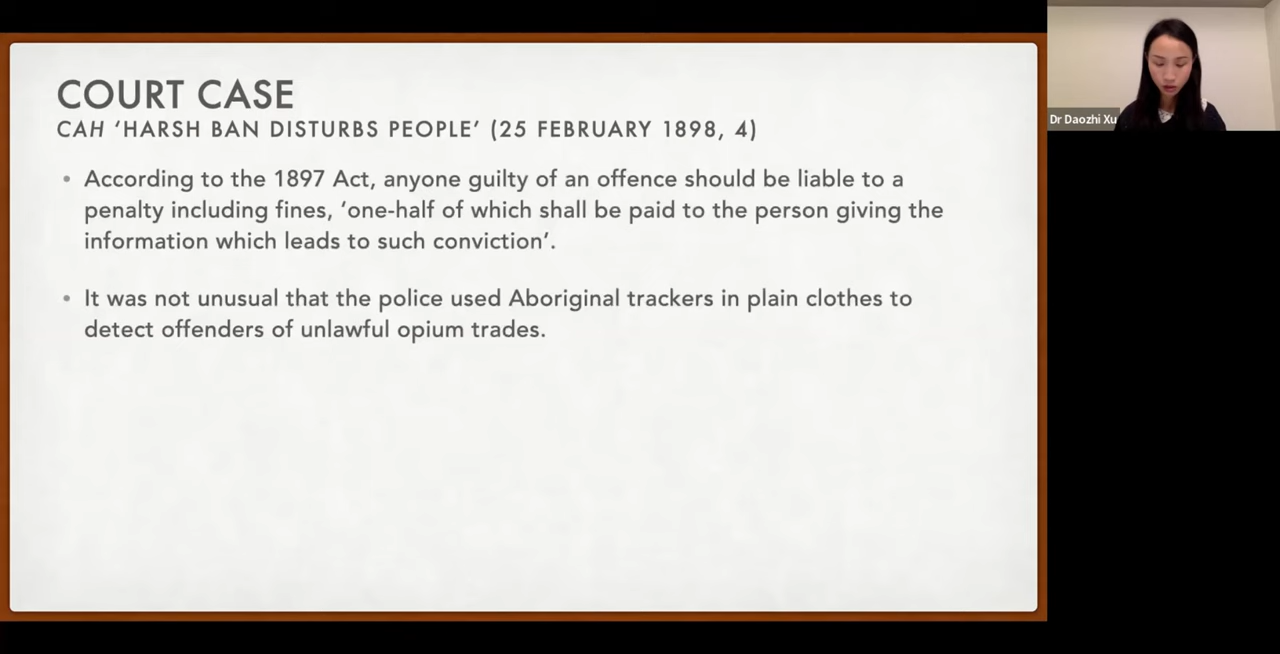 COURT CASE
CAH ‘HARSH BAN DISTURBS PEOPLE’ (25 FEBRUARY 1898, 4)
• According to the 1897 Act, anyone guilty of an offence should be liable to a
penalty including fines, ‘one-half of which shall be paid to the person giving the
information which leads to such conviction’.
• It was not unusual that the police used Aboriginal trackers in plain clothes to
detect offenders of unlawful opium trades.
Dr Daozhi Xu